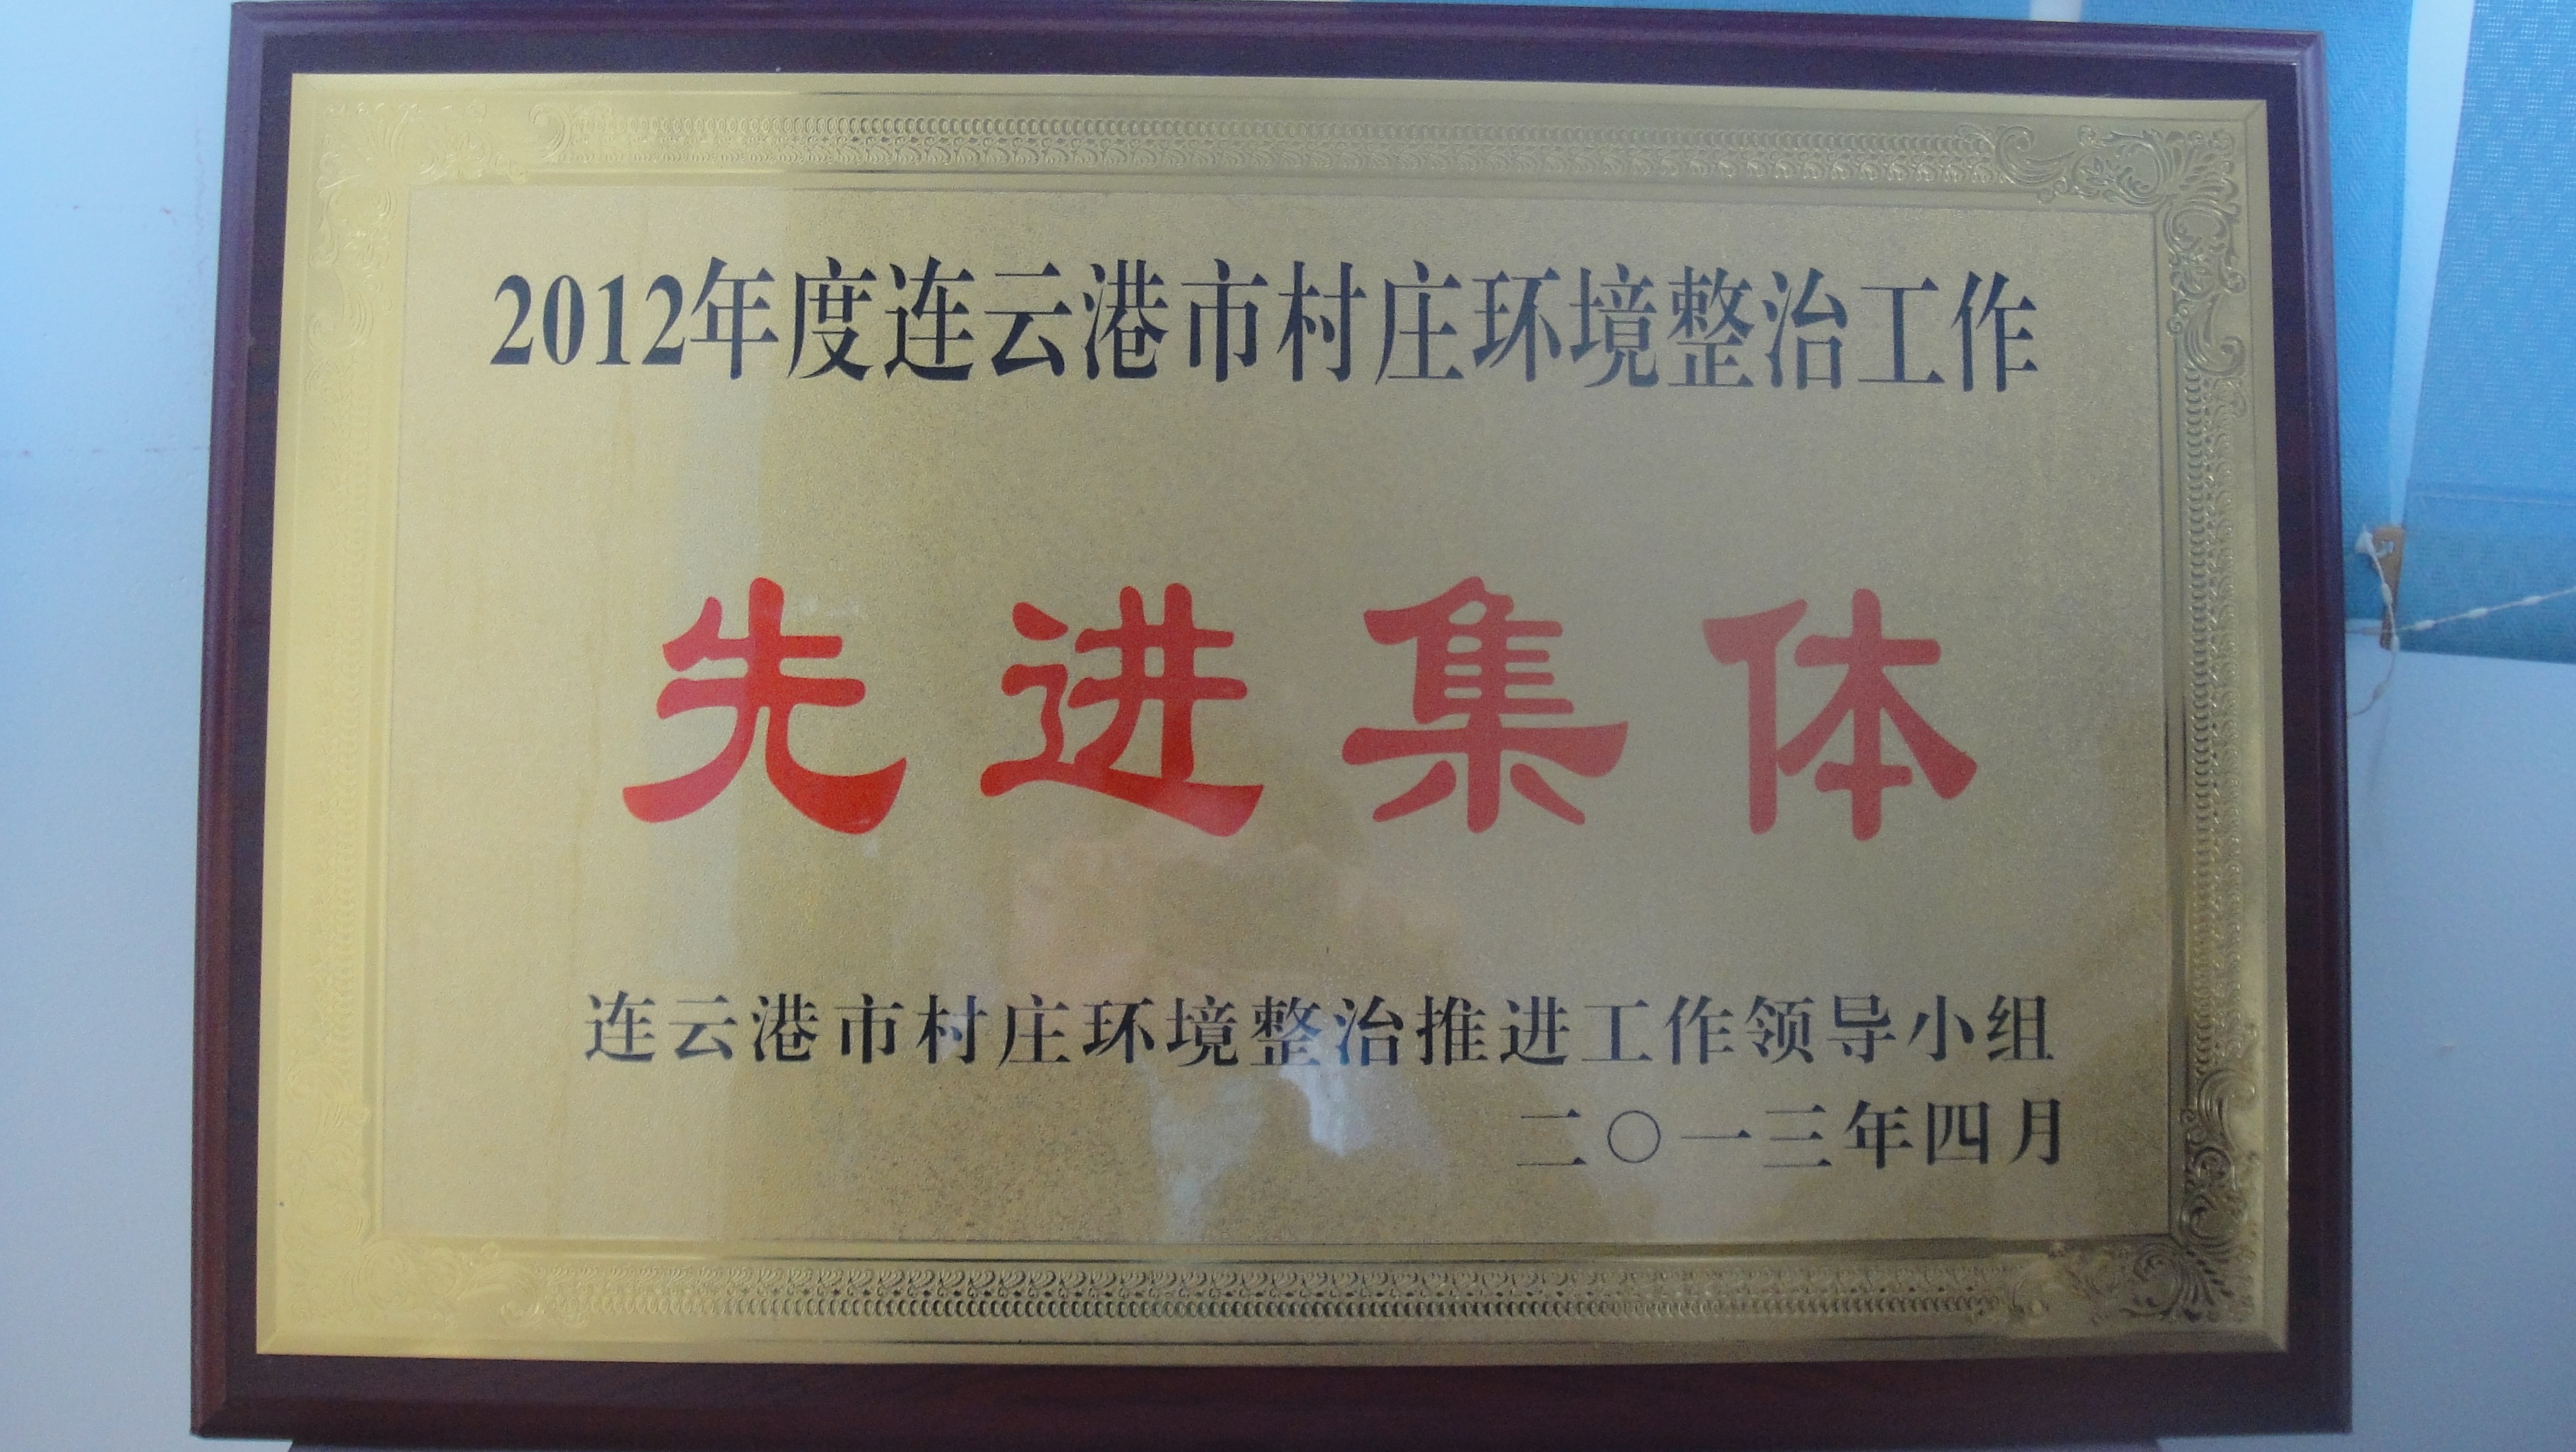 2012年度连云港市村庄环境整治工作
先进集体
连云港市村庄环境整治推进工作领导小组
二〇一三年四月